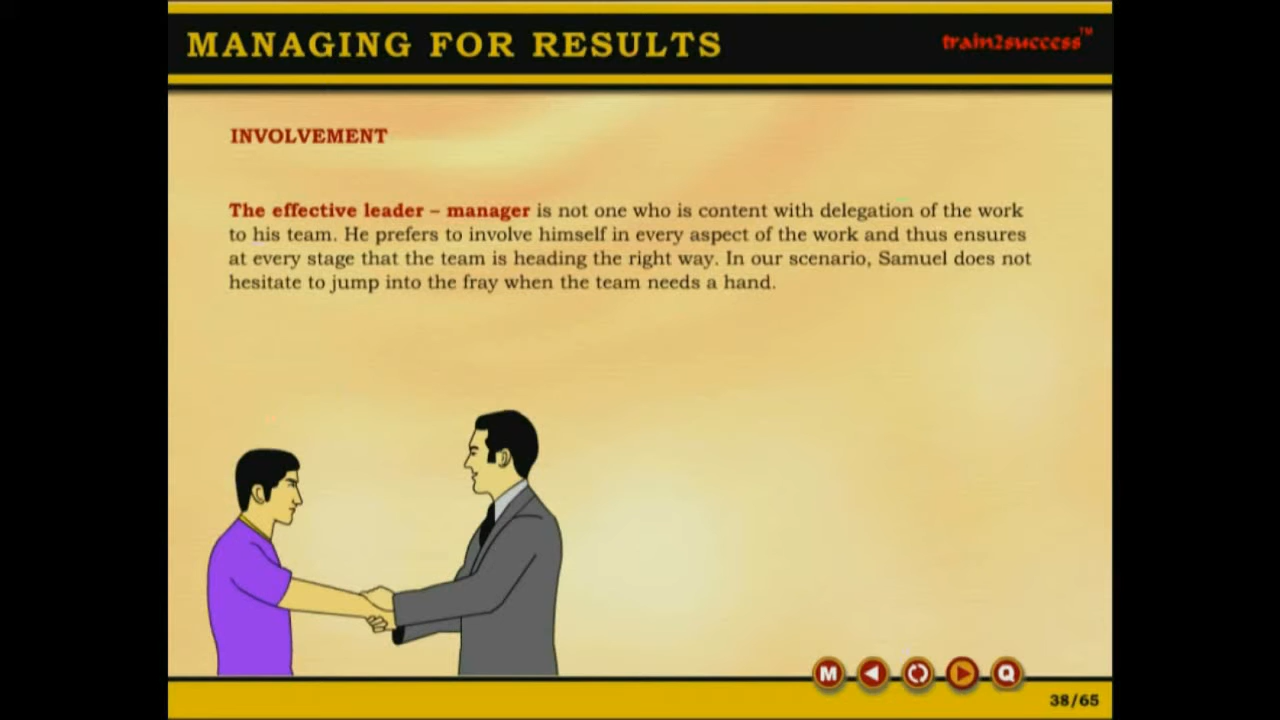 MANAGING FOR RESULTS
train2success™
INVOLVEMENT
The effective leader – manager is not one who is content with delegation of the work
to his team. He prefers to involve himself in every aspect of the work and thus ensures
at every stage that the team is heading the right way. In our scenario, Samuel does not
hesitate to jump into the fray when the team needs a hand.
M
Q
38/65